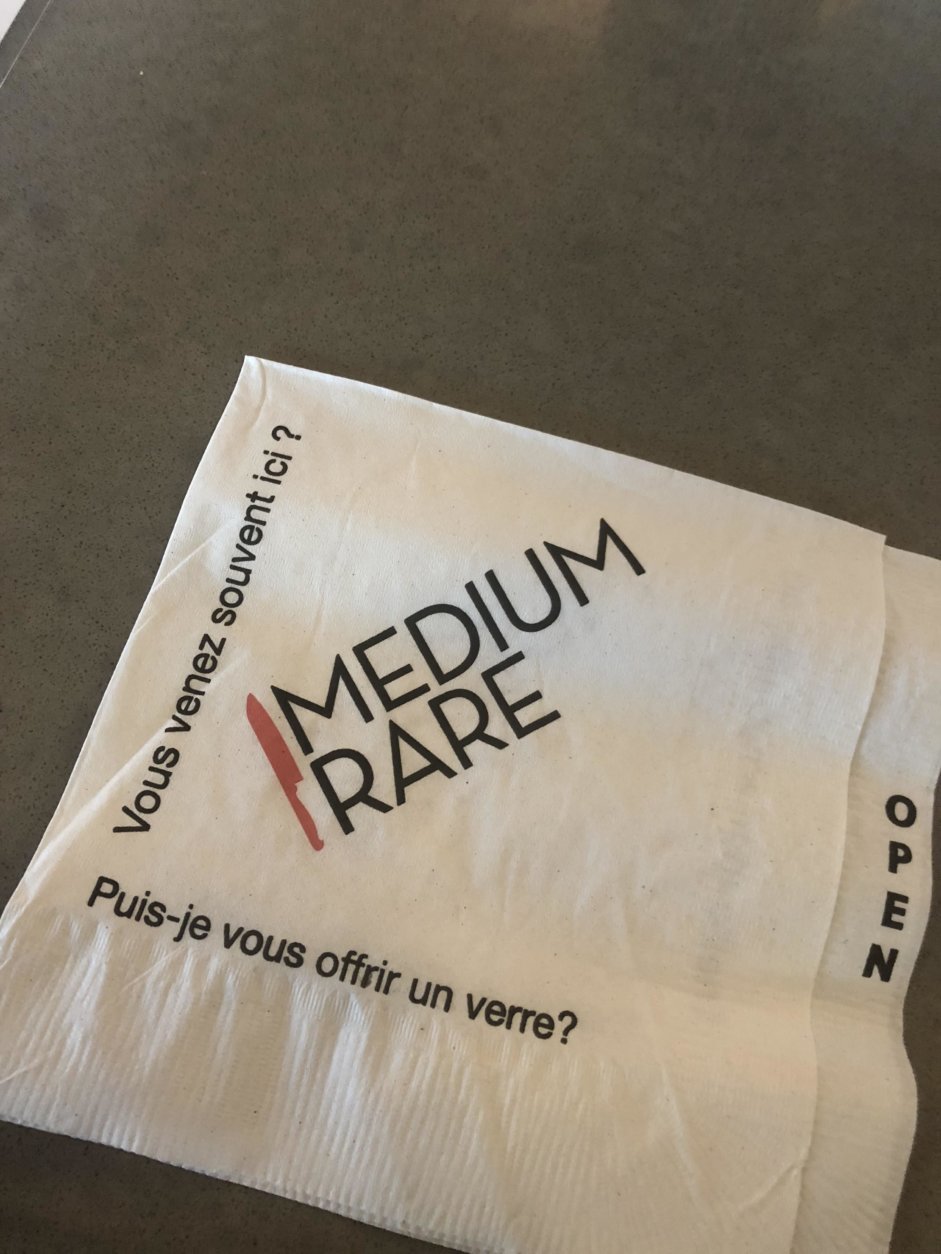 Vous venez souvent ici ?
MEDIUM
RARE
Puis-je vous offrir un verre?
OPEN